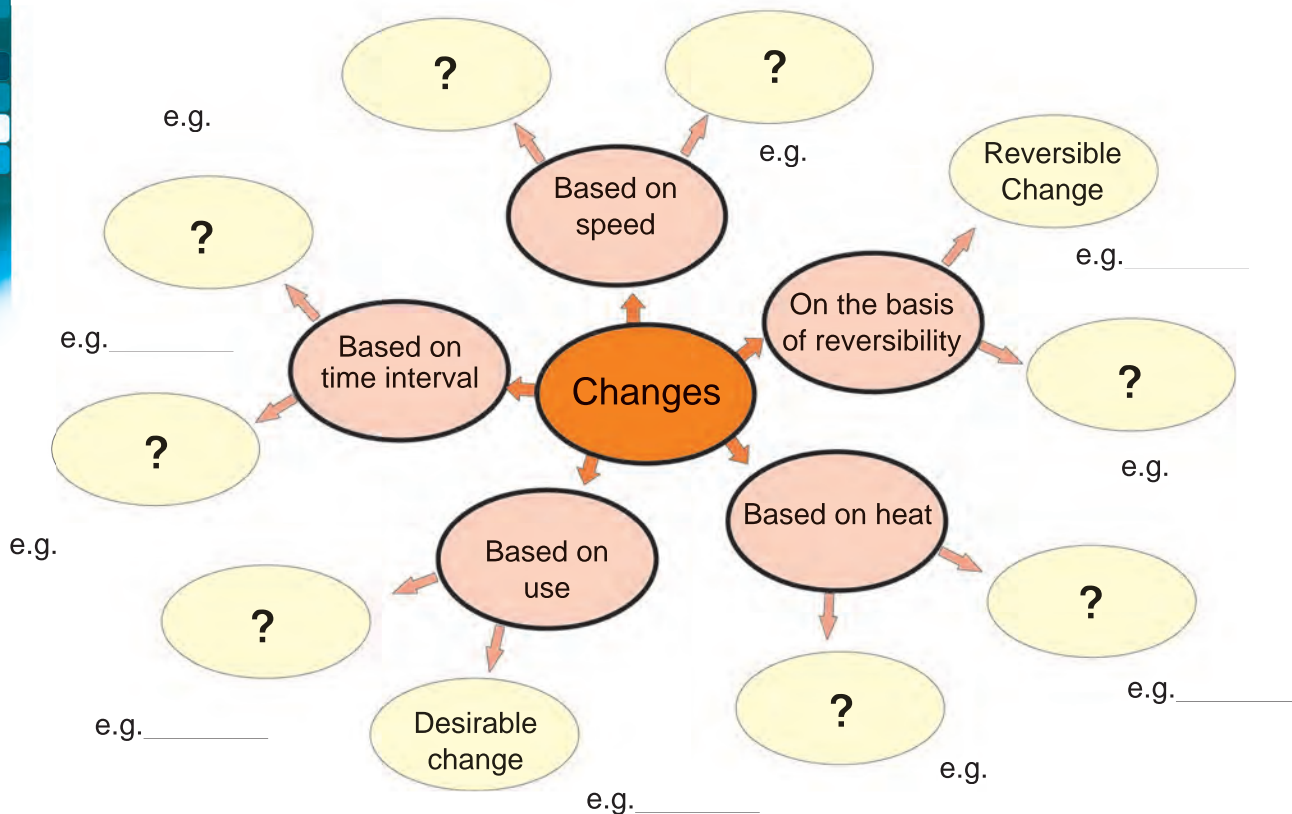 ?
?
e.g.
e.g.
Based on
speed
Reversible
Change
e.g.
?
On the basis
of reversibility
e.g.
Based on
time interval
Changes
?
?
e.g.
Based on heat
e.g.
Based on
use
?
?
e.g.
e.g.
Desirable
change
?
e.g.
e.g.